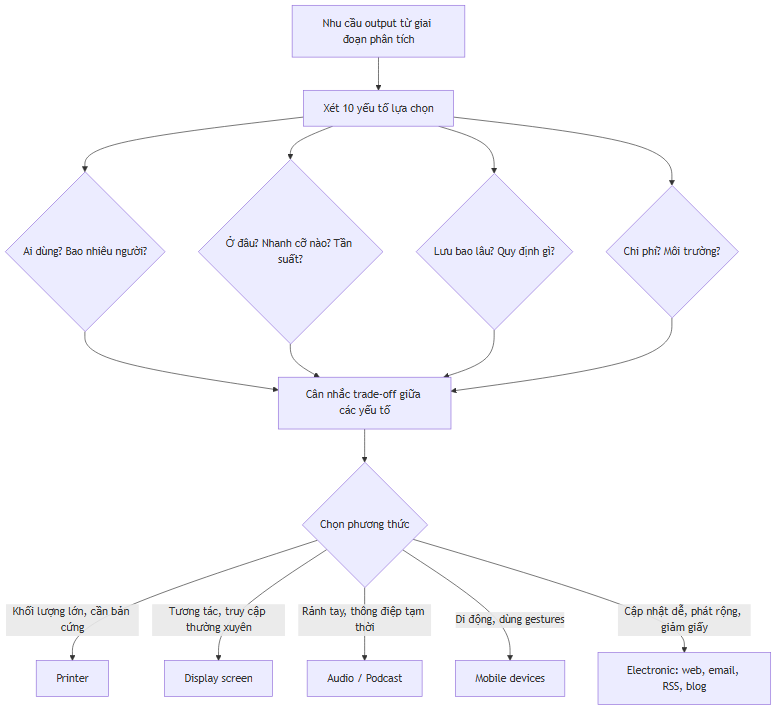 Nhu cầu output từ giai
đoạn phân tích
Xét 10 yếu tố lựa chọn
Ai dùng? Bao nhiêu người?
Ở đâu? Nhanh cỡ nào? Tần
suất?
Lưu bao lâu? Quy định gì?
Chi phí? Môi trường?
Cân nhắc trade-off giữa
các yếu tố
Chọn phương thức
Khối lượng lớn, cần bản
cứng
Tương tác, truy cập
thường xuyên
Rảnh tay, thông điệp tạm
thời
Di động, dùng gestures
Cập nhật dễ, phát rộng,
giảm giấy
Printer
Display screen
Audio / Podcast
Mobile devices
Electronic: web, email,
RSS, blog